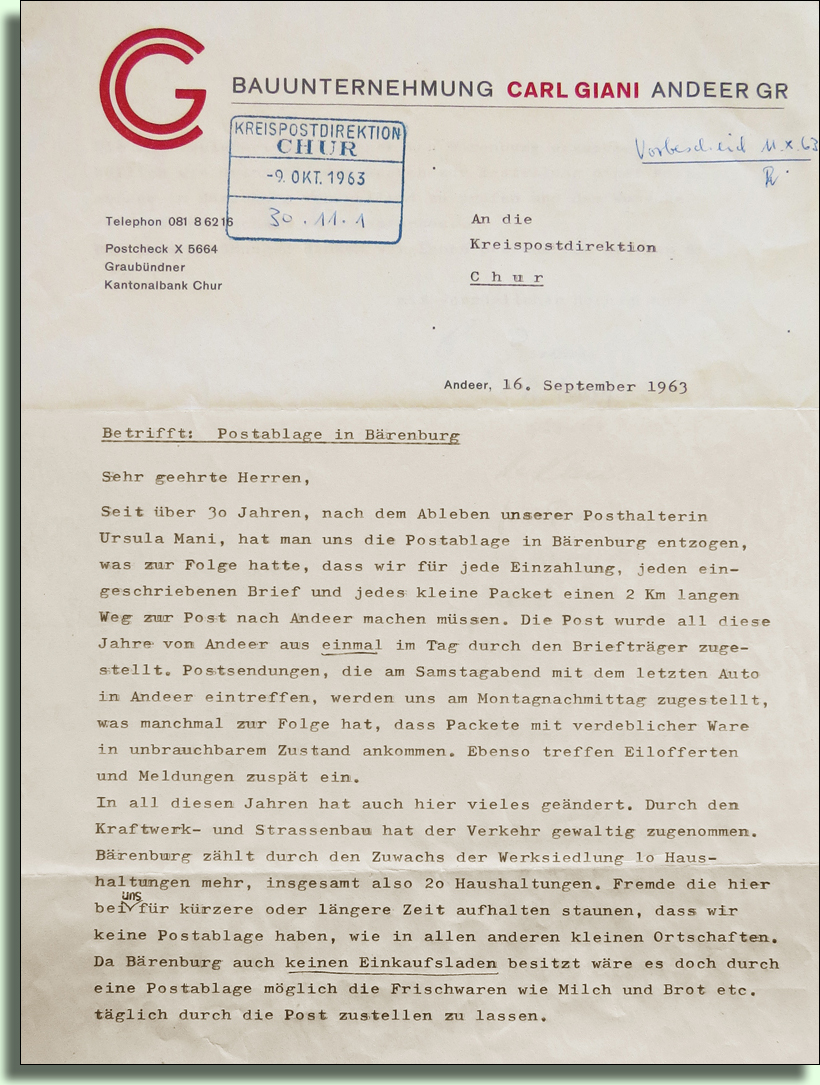 CG
BAUUNTERNEHMUNG CARL GIANI ANDEER GR
KREISPOSTDIREKTION
CHUR
-9. OKT. 1963
30.11.1
Vorbescheid 11.X.63
Telephon 081 8 62 16
Postcheck X 5664
Graubündner
Kantonalbank Chur
An die
Kreispostdirektion
C h u r
Andeer, 16. September 1963
Betrifft: Postablage in Bärenburg
Sehr geehrte Herren,
Seit über 3o Jahren, nach dem Ableben unserer Posthalterin
Ursula Mani, hat man uns die Postablage in Bärenburg entzogen,
was zur Folge hatte, dass wir für jede Einzahlung, jeden ein-
geschriebenen Brief und jedes kleine Packet einen 2 Km langen
Weg zur Post nach Andeer machen müssen. Die Post wurde all diese
Jahre von Andeer aus einmal im Tag durch den Briefträger zuge-
stellt. Postsendungen, die am Samstagabend mit dem letzten Auto
in Andeer eintreffen, werden uns am Montagnachmittag zugestellt,
was manchmal zur Folge hat, dass Packete mit verdeblicher Ware
in unbrauchbarem Zustand ankommen. Ebenso treffen Eilofferten
und Meldungen zuspät ein.
In all diesen Jahren hat auch hier vieles geändert. Durch den
Kraftwerk- und Strassenbau hat der Verkehr gewaltig zugenommen.
Bärenburg zählt durch den Zuwachs der Werksiedlung 1o Haus-
haltungen mehr, insgesamt also 2o Haushaltungen. Fremde die hier
bei uns für kürzere oder längere Zeit aufhalten staunen, dass wir
keine Postablage haben, wie in allen anderen kleinen Ortschaften.
Da Bärenburg auch keinen Einkaufsladen besitzt wäre es doch durch
eine Postablage möglich die Frischwaren wie Milch und Brot etc.
täglich durch die Post zustellen zu lassen.